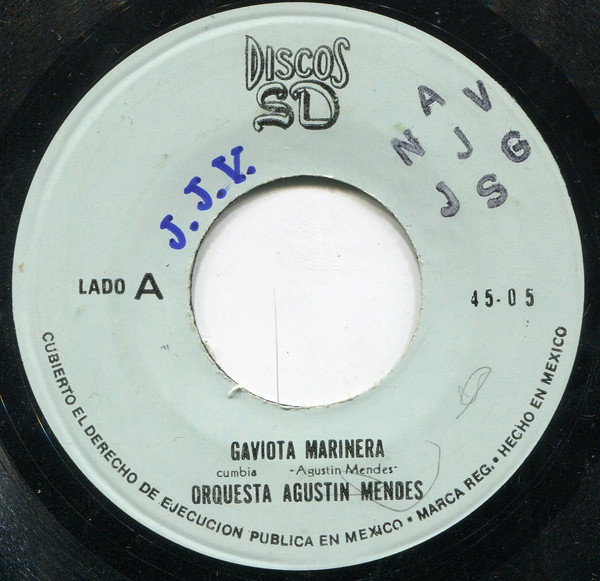 DISCOS
SD
A V
N J G
J S
J.J.V.
LADO A
45-05
GAVIOTA MARINERA
cumbia -Agustin Mendes-
ORQUESTA AGUSTIN MENDES
CUBIERTO EL DERECHO DE EJECUCION PUBLICA EN MEXICO • MARCA REG. • HECHO EN MEXICO